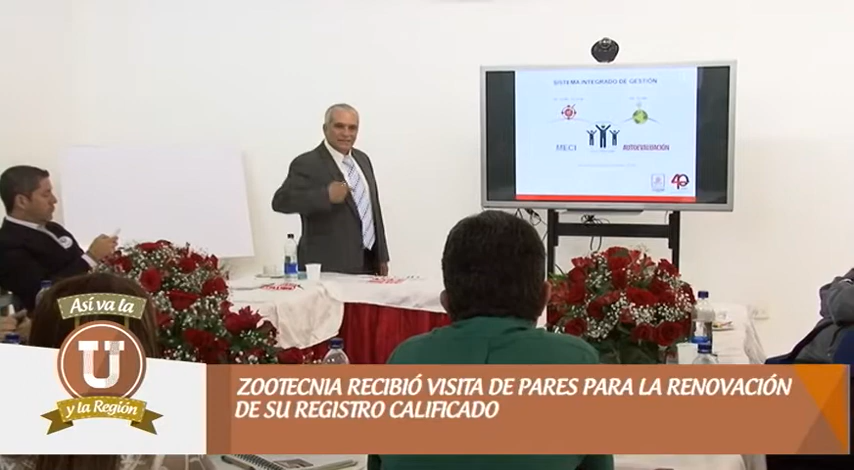 SISTEMA INTEGRADO DE GESTIÓN
MECI
AUTOEVALUACIÓN
40
Así va la
U
y la Región
ZOOTECNIA RECIBIÓ VISITA DE PARES PARA LA RENOVACIÓN
DE SU REGISTRO CALIFICADO